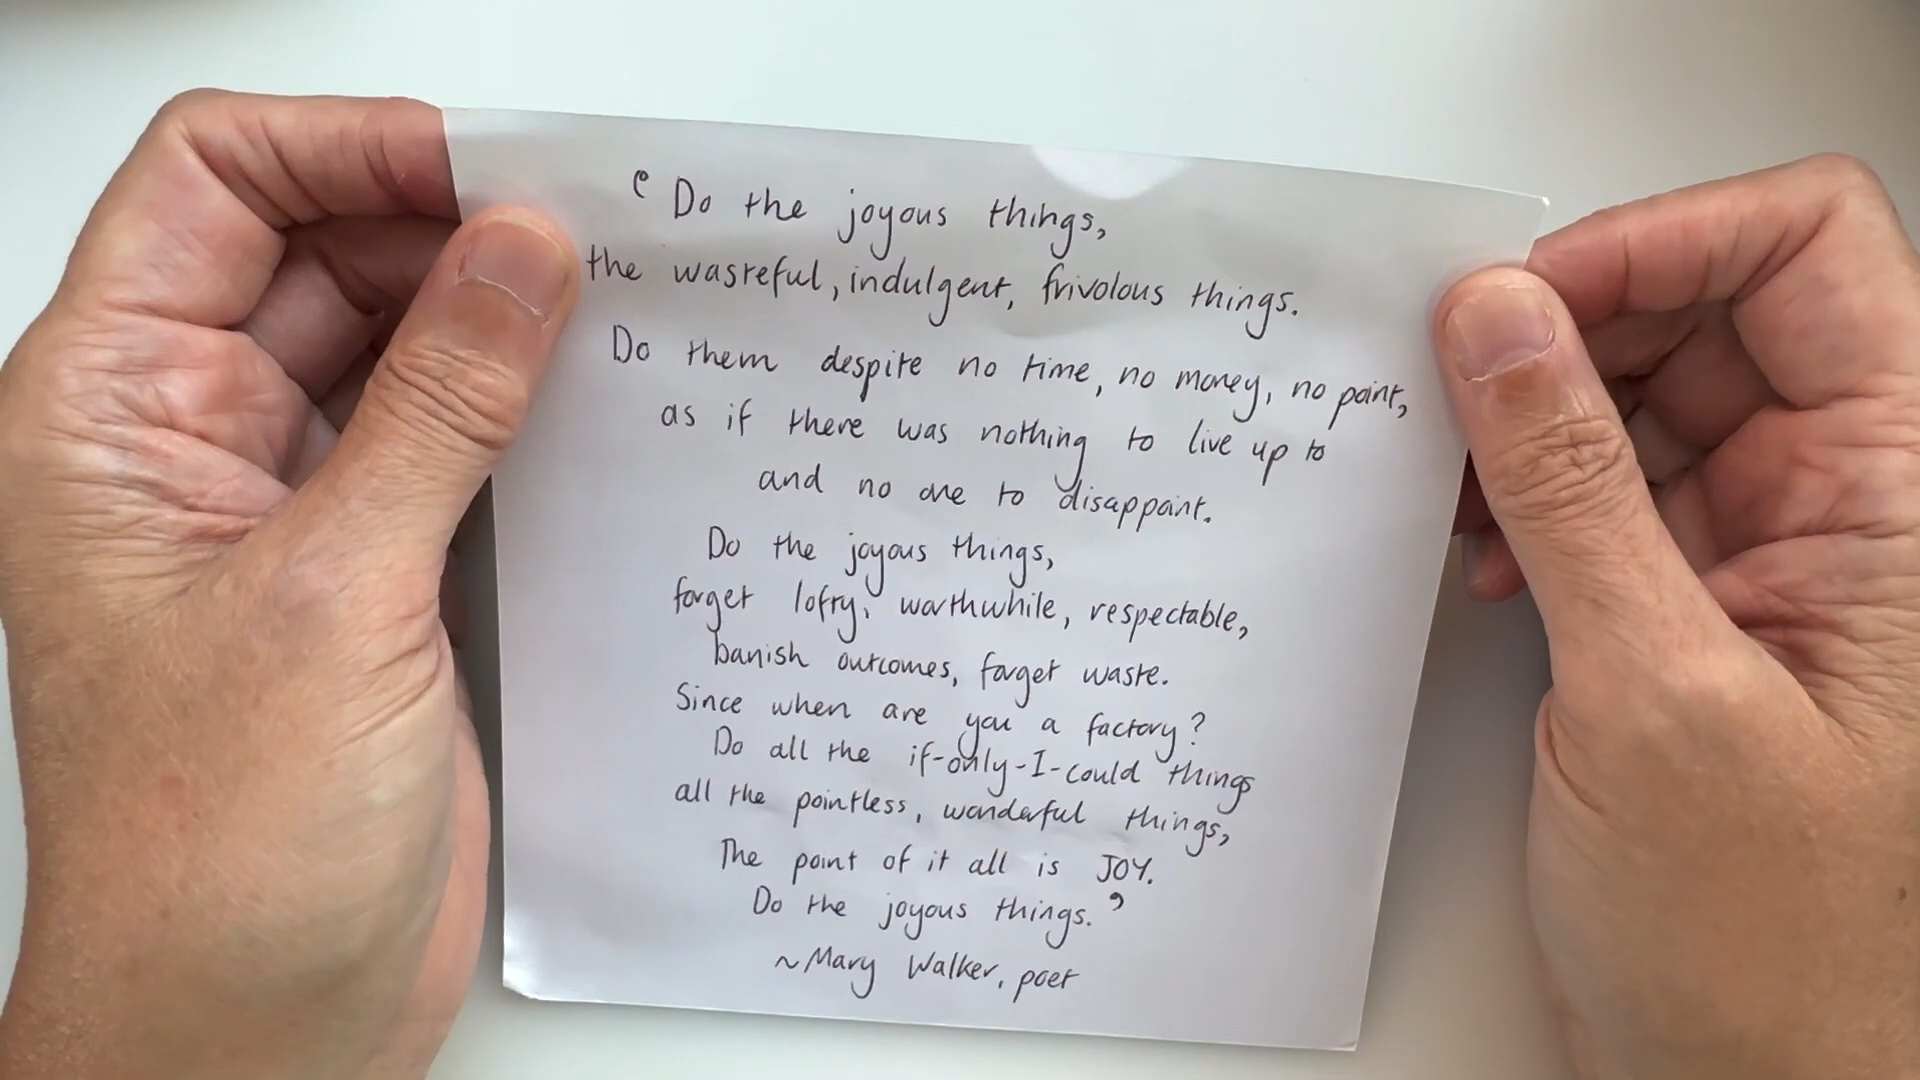 ‘Do the joyous things,
the wasteful, indulgent, frivolous things.
Do them despite no time, no money, no point,
as if there was nothing to live up to
and no one to disappoint.
Do the joyous things,
forget lofty, worthwhile, respectable,
banish outcomes, forget waste.
Since when are you a factory?
Do all the if-only-I-could things
all the pointless, wonderful things,
The point of it all is JOY.
Do the joyous things.’
~Mary Walker, poet